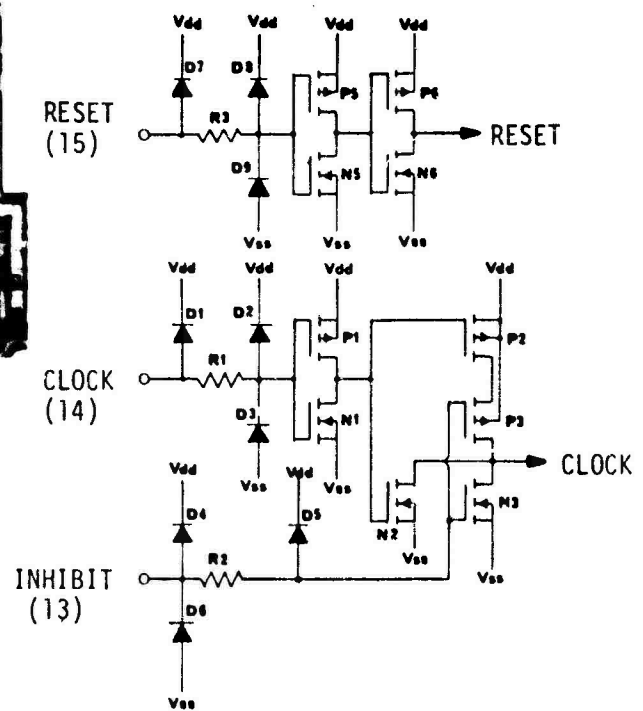 Vdd Vdd Vdd Vdd
D7 D8 P5 P6
RESET R3 RESET
(15)
D9 N5 N6
Vss Vss Vss
Vdd Vdd Vdd Vdd
D1 D2 P1 P2
R1
CLOCK
(14)
D3 N1 P3
Vss Vss
CLOCK
Vdd Vdd
D4 D5 N2 N3
R2 Vss Vss
INHIBIT
(13)
D6
Vss